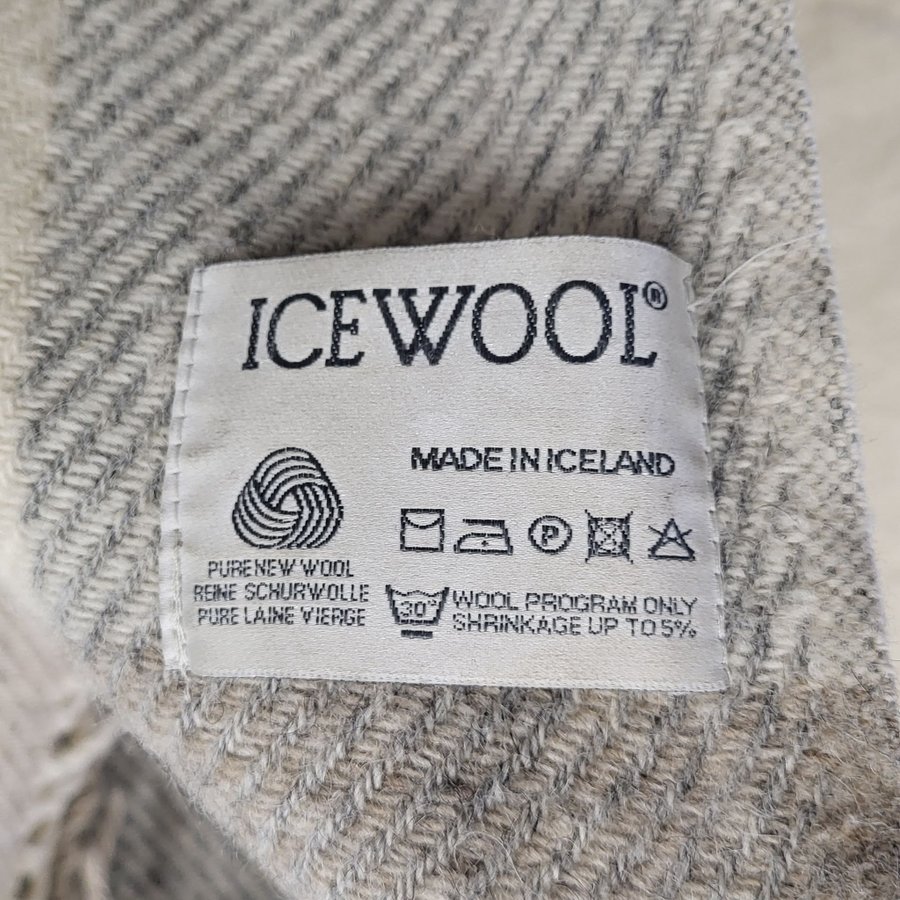 ICEWOOL®
MADE IN ICELAND
P
PURE NEW WOOL
REINE SCHURWOLLE
PURE LAINE VIERGE
30° WOOL PROGRAM ONLY
SHRINKAGE UP TO 5%